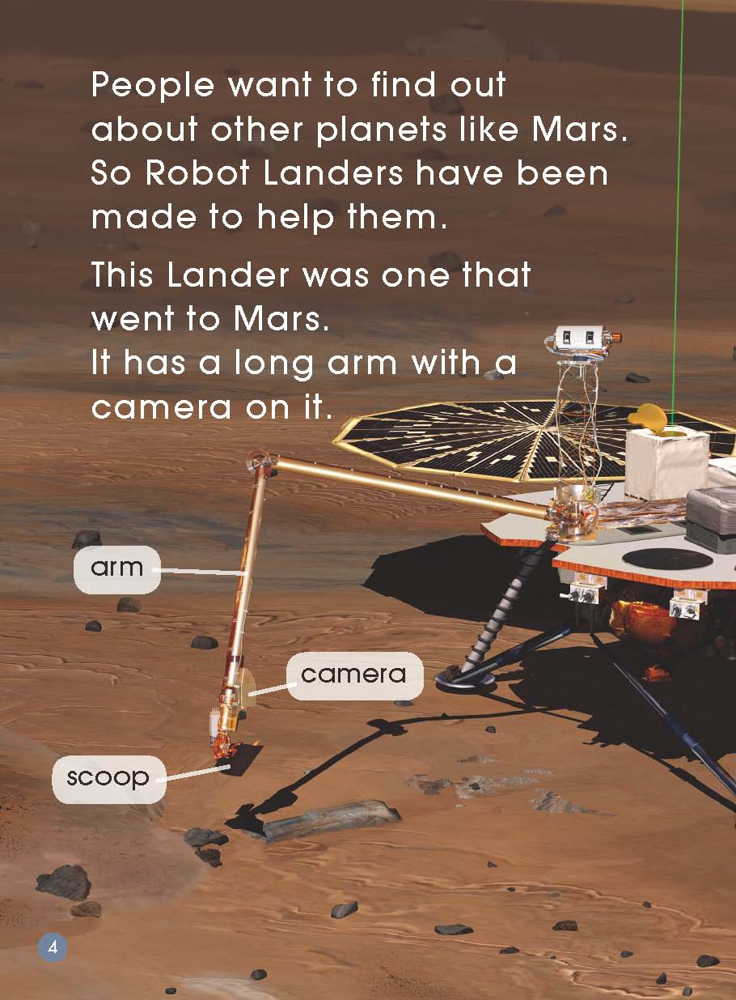 People want to find out
about other planets like Mars.
So Robot Landers have been
made to help them.
This Lander was one that
went to Mars.
It has a long arm with a
camera on it.
arm
camera
scoop
4